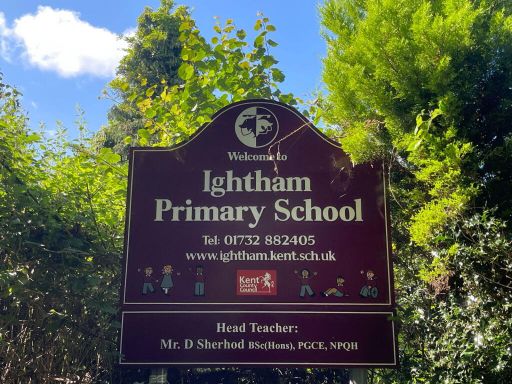 Welcome to
Ightham
Primary School
Tel: 01732 882405
www.ightham.kent.sch.uk
Kent
County
Council
Head Teacher:
Mr. D Sherhod BSc(Hons), PGCE, NPQH